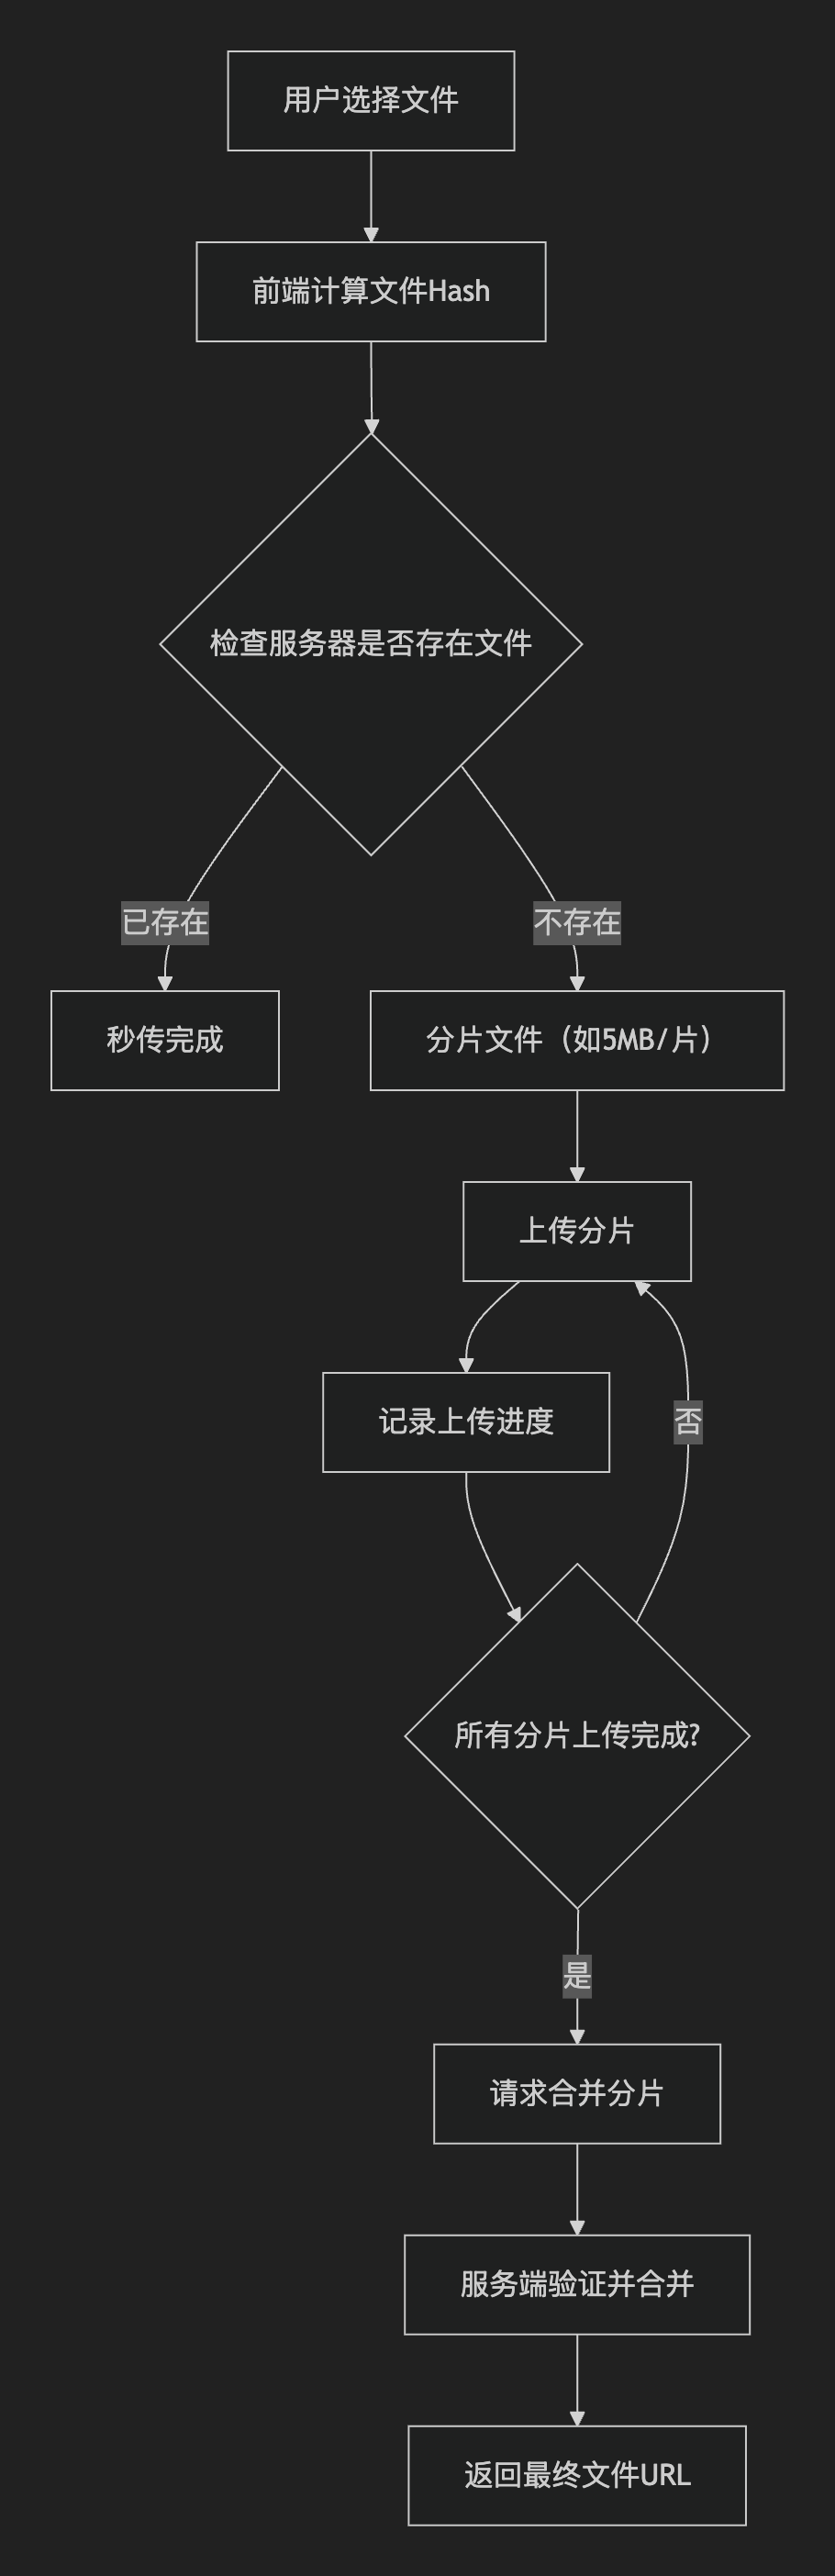 用户选择文件
前端计算文件Hash
检查服务器是否存在文件
已存在
不存在
秒传完成
分片文件（如5MB/片）
上传分片
记录上传进度
否
所有分片上传完成?
是
请求合并分片
服务端验证并合并
返回最终文件URL